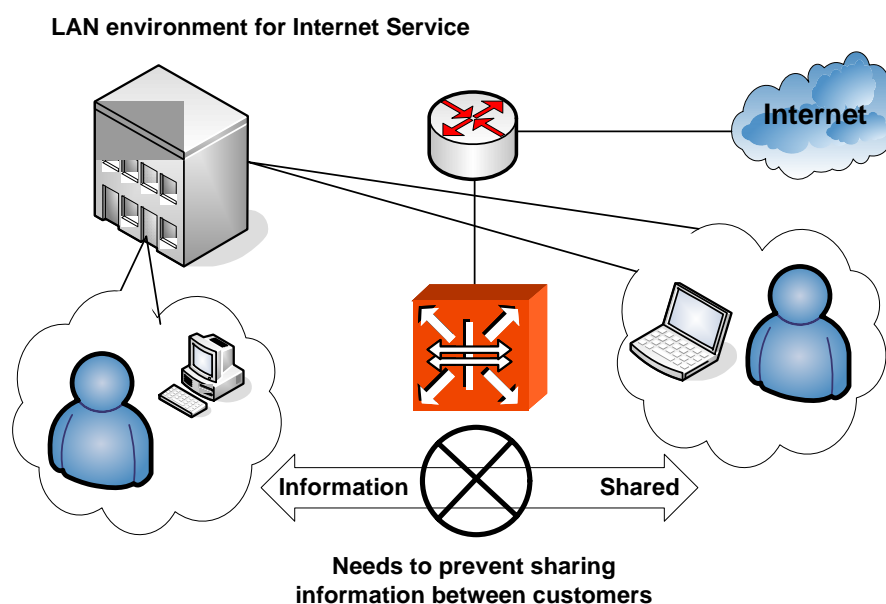 LAN environment for Internet Service
Internet
Information Shared
Needs to prevent sharing
information between customers